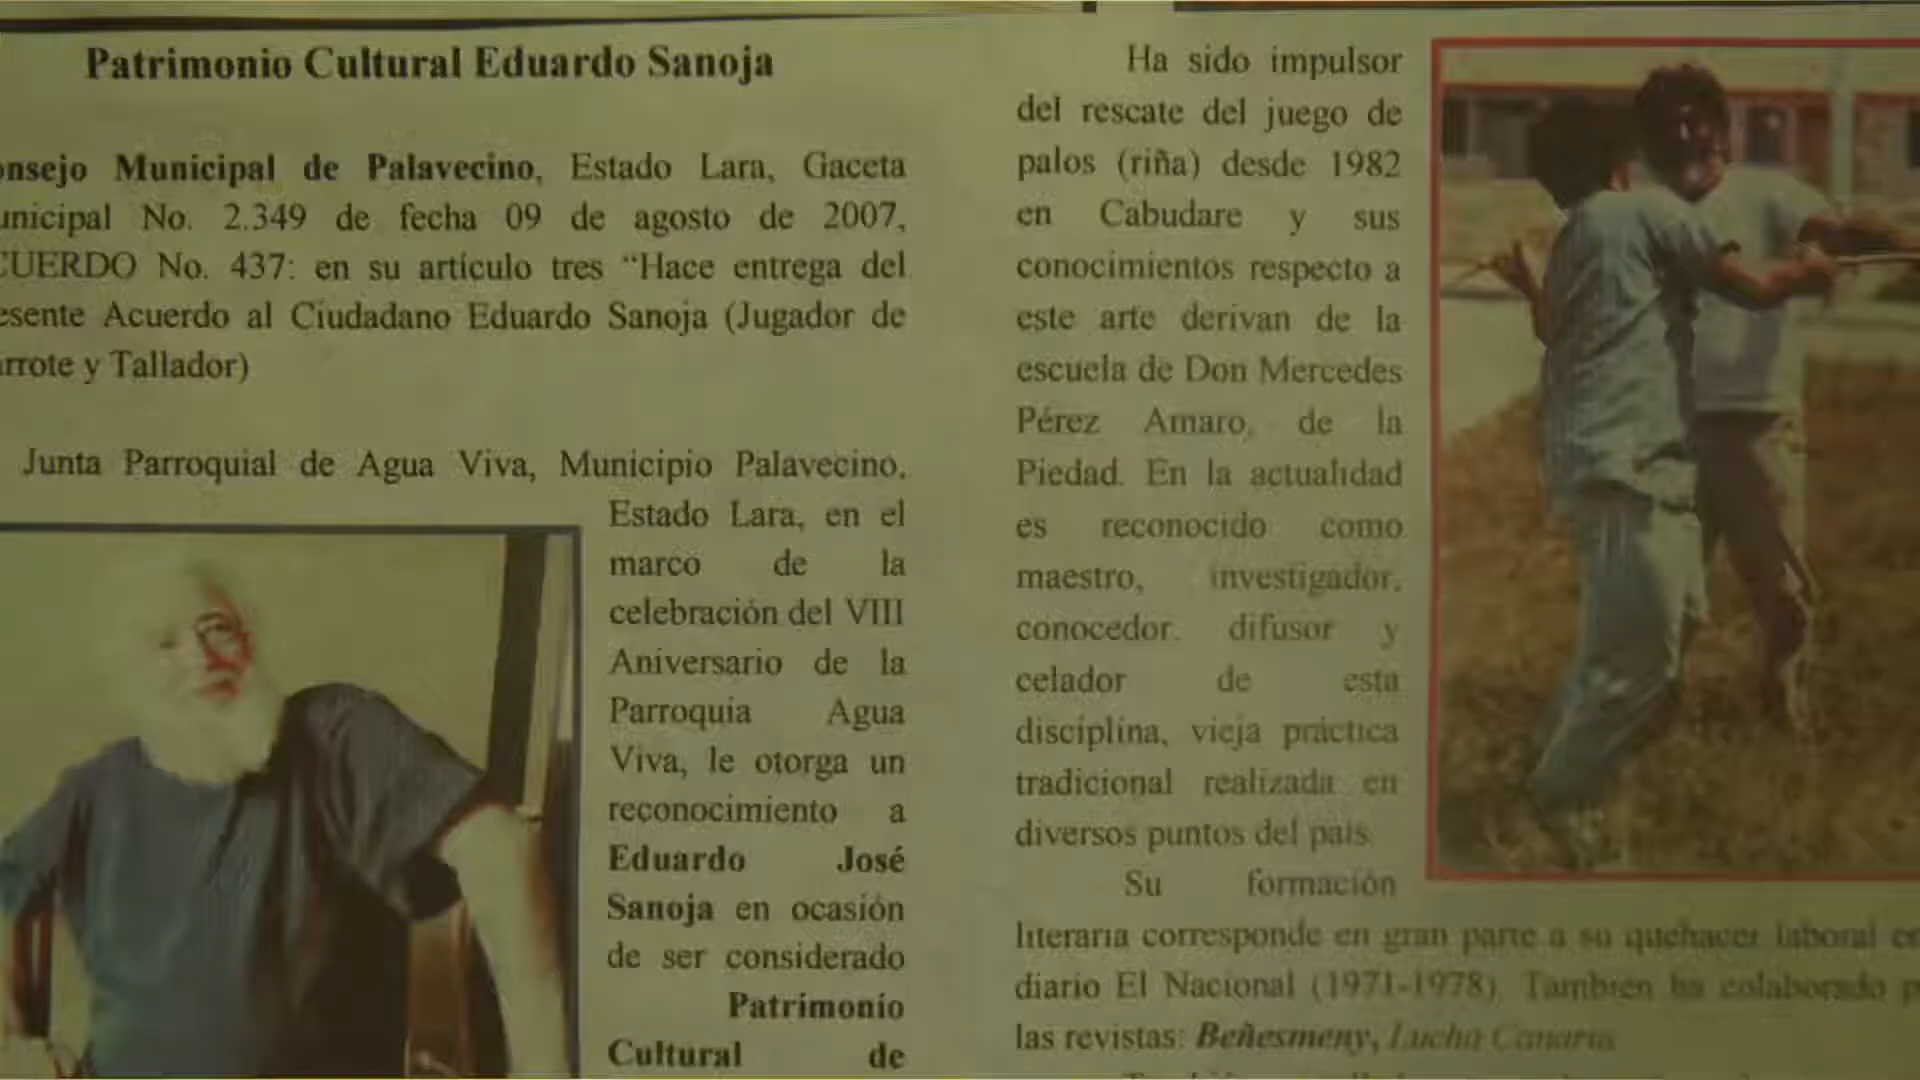 Patrimonio Cultural Eduardo Sanoja
onsejo Municipal de Palavecino, Estado Lara, Gaceta
unicipal No. 2.349 de fecha 09 de agosto de 2007,
CUERDO No. 437: en su artículo tres “Hace entrega del
esente Acuerdo al Ciudadano Eduardo Sanoja (Jugador de
arrote y Tallador)
Junta Parroquial de Agua Viva, Municipio Palavecino,
Estado Lara, en el
marco de la
celebración del VIII
Aniversario de la
Parroquia Agua
Viva, le otorga un
reconocimiento a
Eduardo José
Sanoja en ocasión
de ser considerado
Patrimonio
Cultural de
Ha sido impulsor
del rescate del juego de
palos (riña) desde 1982
en Cabudare y sus
conocimientos respecto a
este arte derivan de la
escuela de Don Mercedes
Pérez Amaro, de la
Piedad. En la actualidad
es reconocido como
maestro, investigador,
conocedor, difusor y
celador de esta
disciplina, vieja práctica
tradicional realizada en
diversos puntos del país.
Su formación
literaria corresponde en gran parte a su quehacer laboral en
diario El Nacional (1971-1978). También ha colaborado
las revistas: Beñesmeny, Lucha Canaria